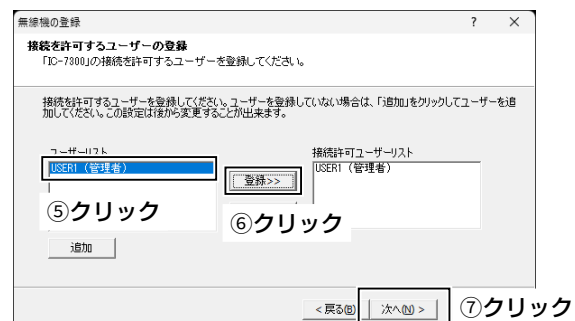 無線機の登録 ? ×
接続を許可するユーザーの登録
「IC-7300」の接続を許可するユーザーを登録してください。
接続を許可するユーザーを登録してください。ユーザーを登録していない場合は、「追加」をクリックしてユーザーを追
加してください。この設定は後から変更することが出来ます。
ユーザーリスト
接続許可ユーザーリスト
USER1 (管理者)
登録>>
USER1 (管理者)
⑤クリック
⑥クリック
追加
< 戻る(B)
次へ(N) >
⑦クリック